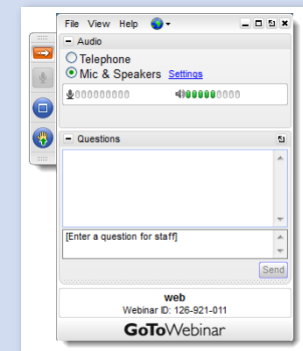 File View Help
Audio
Telephone
Mic & Speakers Settings
Questions
[Enter a question for staff]
Send
web
Webinar ID: 126-921-011
GoToWebinar